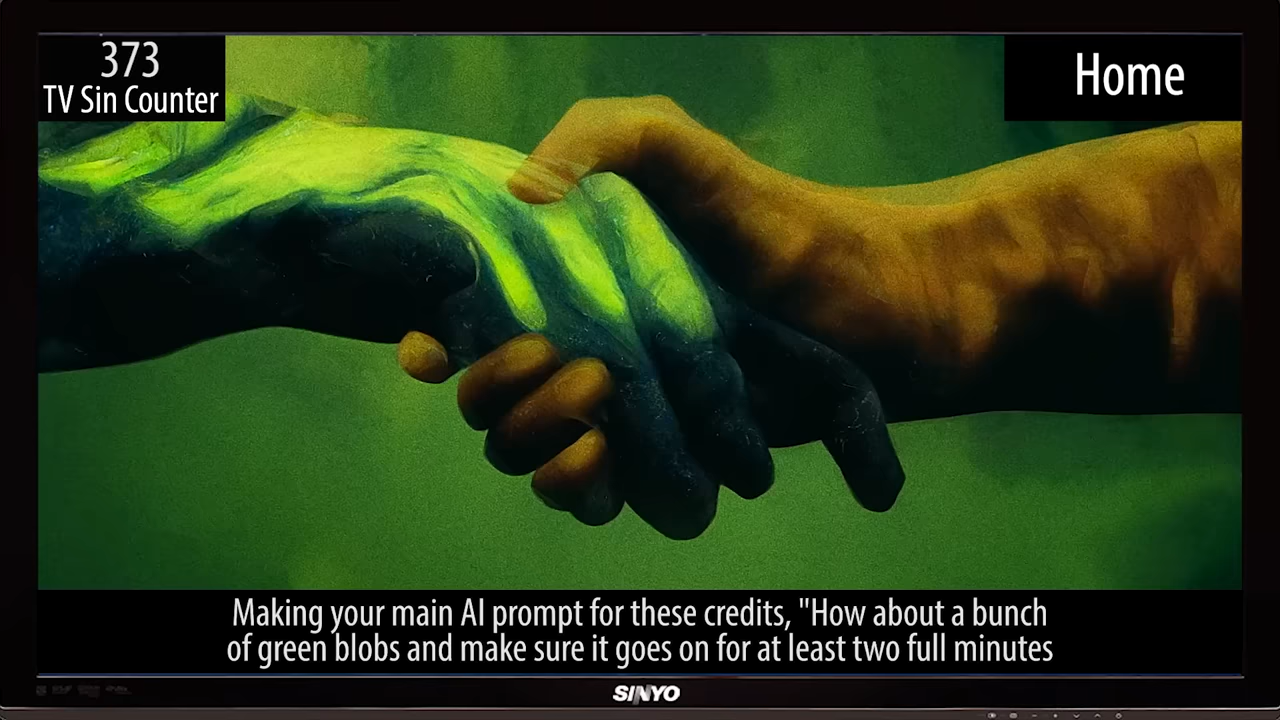 373
TV Sin Counter
Home
Making your main AI prompt for these credits, "How about a bunch
of green blobs and make sure it goes on for at least two full minutes
SINYO